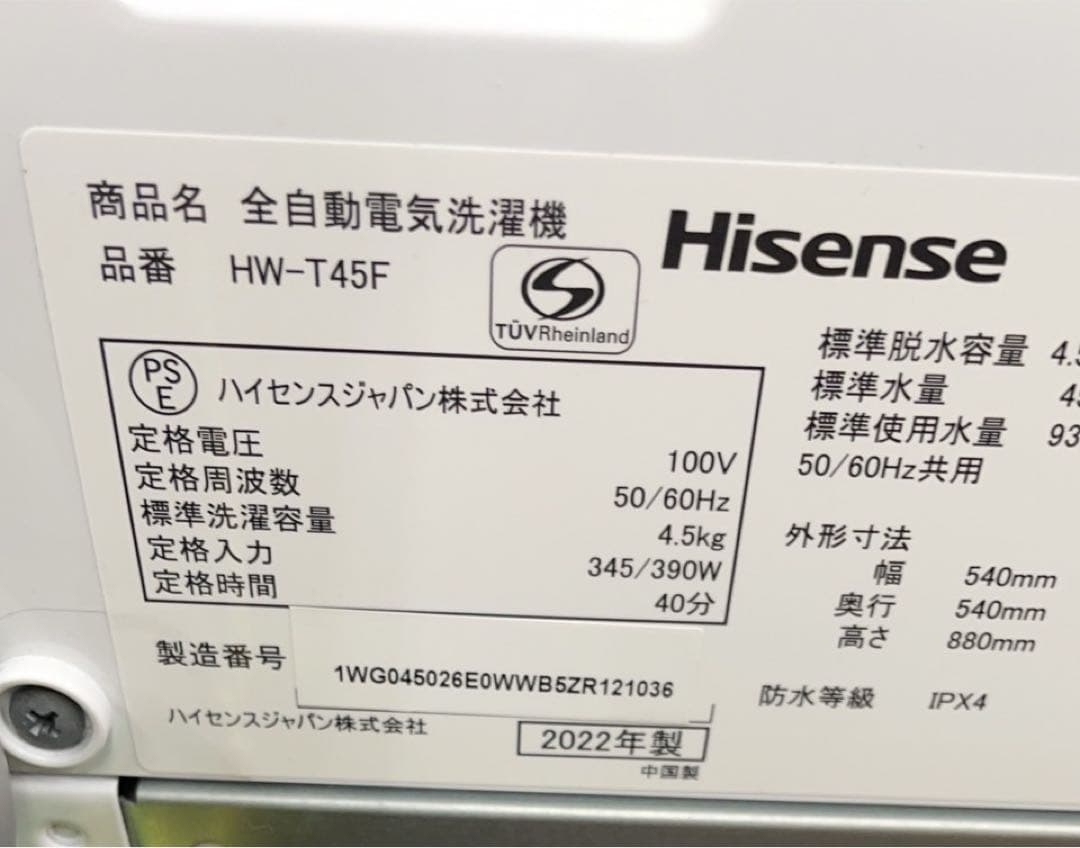 商品名 全自動電気洗濯機
品番 HW-T45F
TÜVRheinland
Hisense
PSE ハイセンスジャパン株式会社
定格電圧 100V
定格周波数 50/60Hz
標準洗濯容量 4.5kg
定格入力 345/390W
定格時間 40分
標準脱水容量
標準水量
標準使用水量
50/60Hz共用
外形寸法
幅 540mm
奥行 540mm
高さ 880mm
製造番号 1WG045026E0WWB5ZR121036
防水等級 IPX4
ハイセンスジャパン株式会社
2022年製
中国製